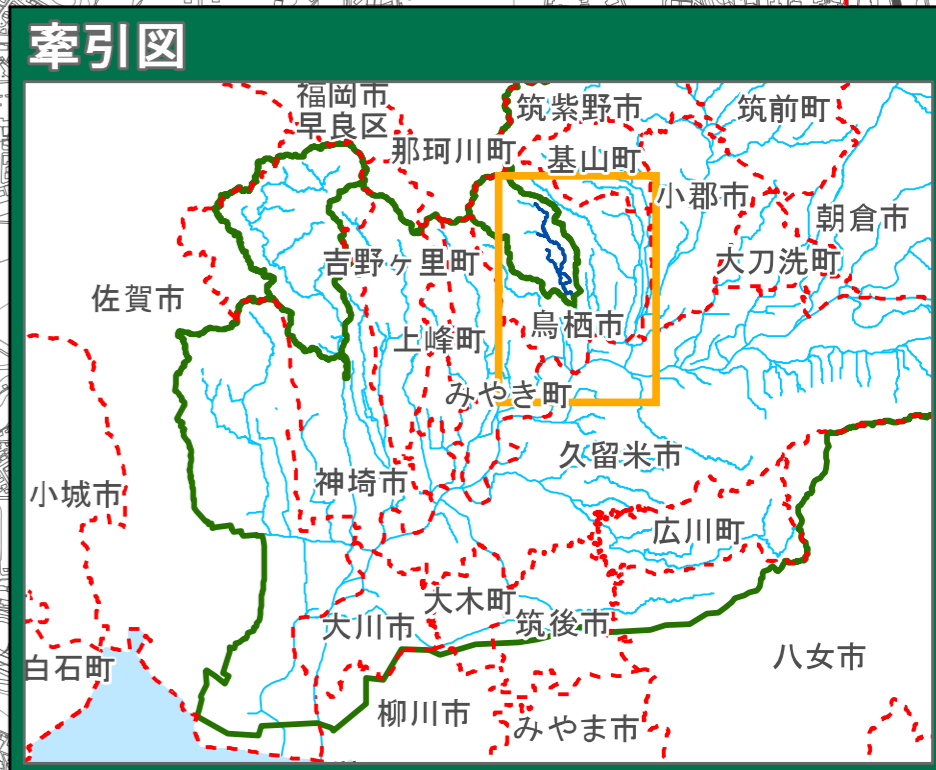 牽引図
福岡市
早良区
筑紫野市
筑前町
那珂川町
基山町
小郡市
朝倉市
吉野ヶ里町
大刀洗町
佐賀市
鳥栖市
上峰町
みやき町
久留米市
小城市
神埼市
広川町
大木町
大川市
筑後市
白石町
八女市
柳川市
みやま市